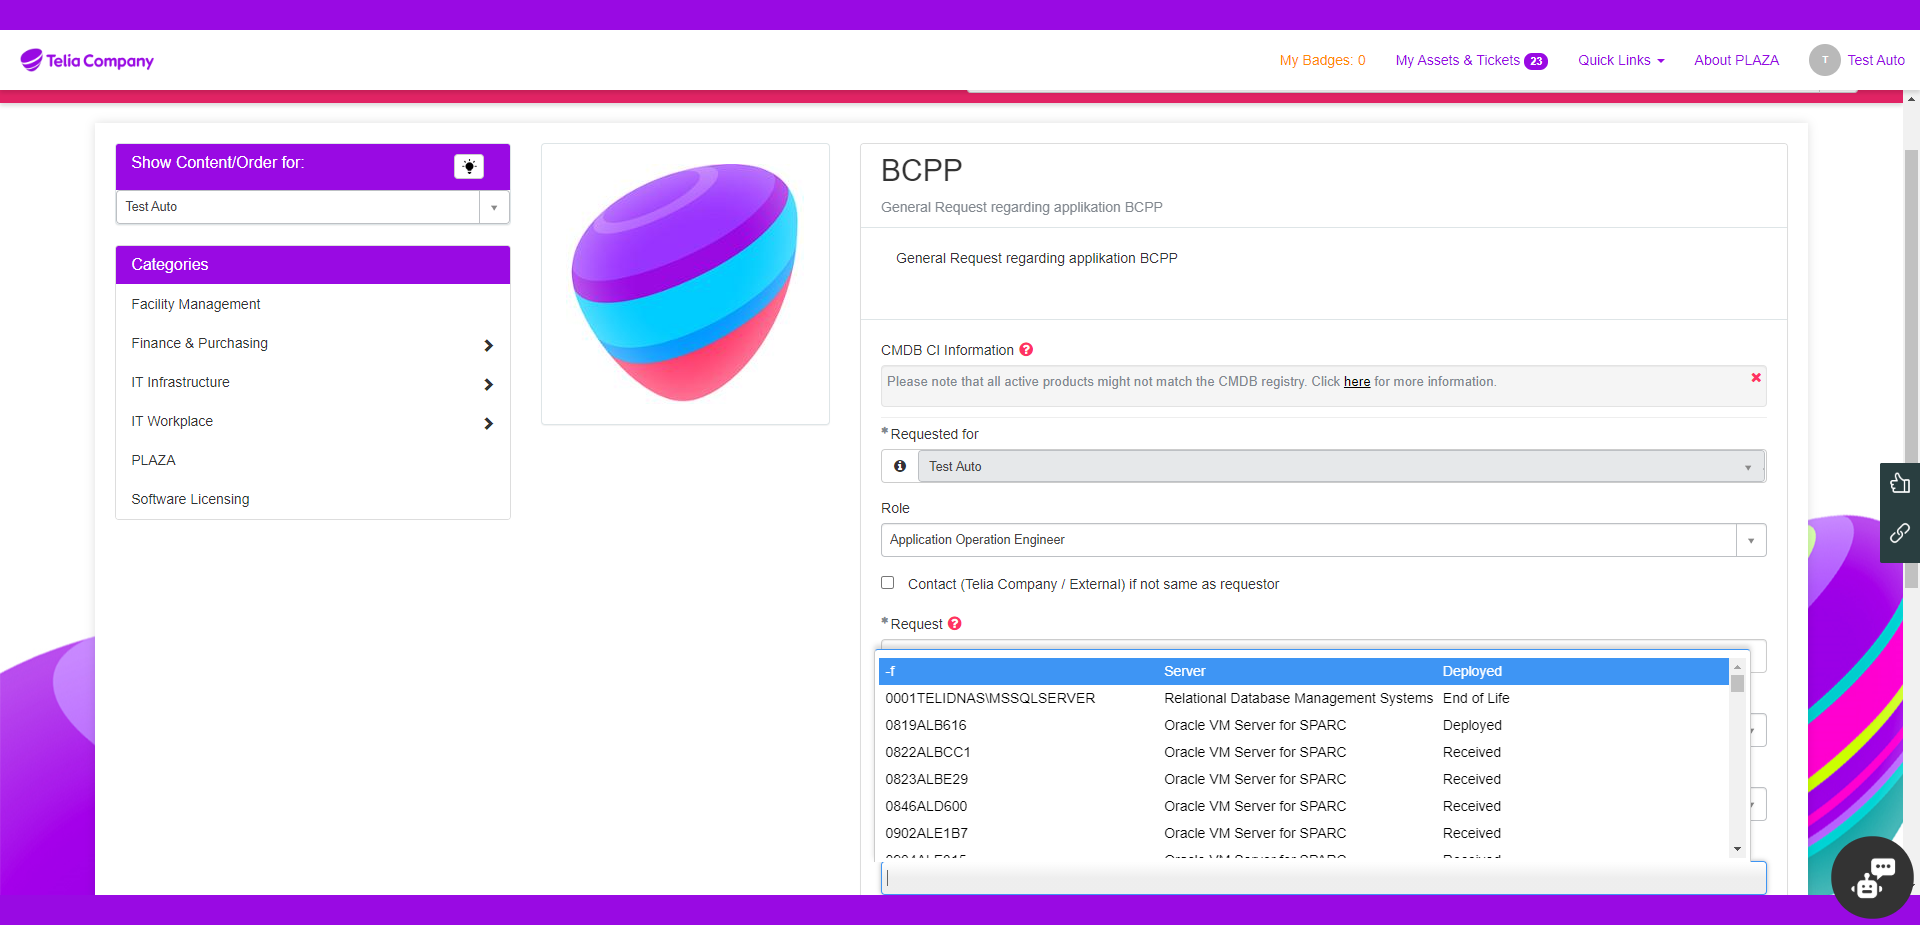 Telia Company
My Badges: 0
My Assets & Tickets 23
Quick Links
About PLAZA
T
Test Auto
Show Content/Order for:
Test Auto
Categories
Facility Management
Finance & Purchasing
IT Infrastructure
IT Workplace
PLAZA
Software Licensing
BCPP
General Request regarding applikation BCPP
General Request regarding applikation BCPP
CMDB CI Information
Please note that all active products might not match the CMDB registry. Click here for more information.
* Requested for
Test Auto
Role
Application Operation Engineer
Contact (Telia Company / External) if not same as requestor
* Request
-f Server Deployed
0001TELIDNAS\MSSQLSERVER Relational Database Management Systems End of Life
0819ALB616 Oracle VM Server for SPARC Deployed
0822ALBCC1 Oracle VM Server for SPARC Received
0823ALBE29 Oracle VM Server for SPARC Received
0846ALD600 Oracle VM Server for SPARC Received
0902ALE1B7 Oracle VM Server for SPARC Received
Oracle VM Server for SPARC Received